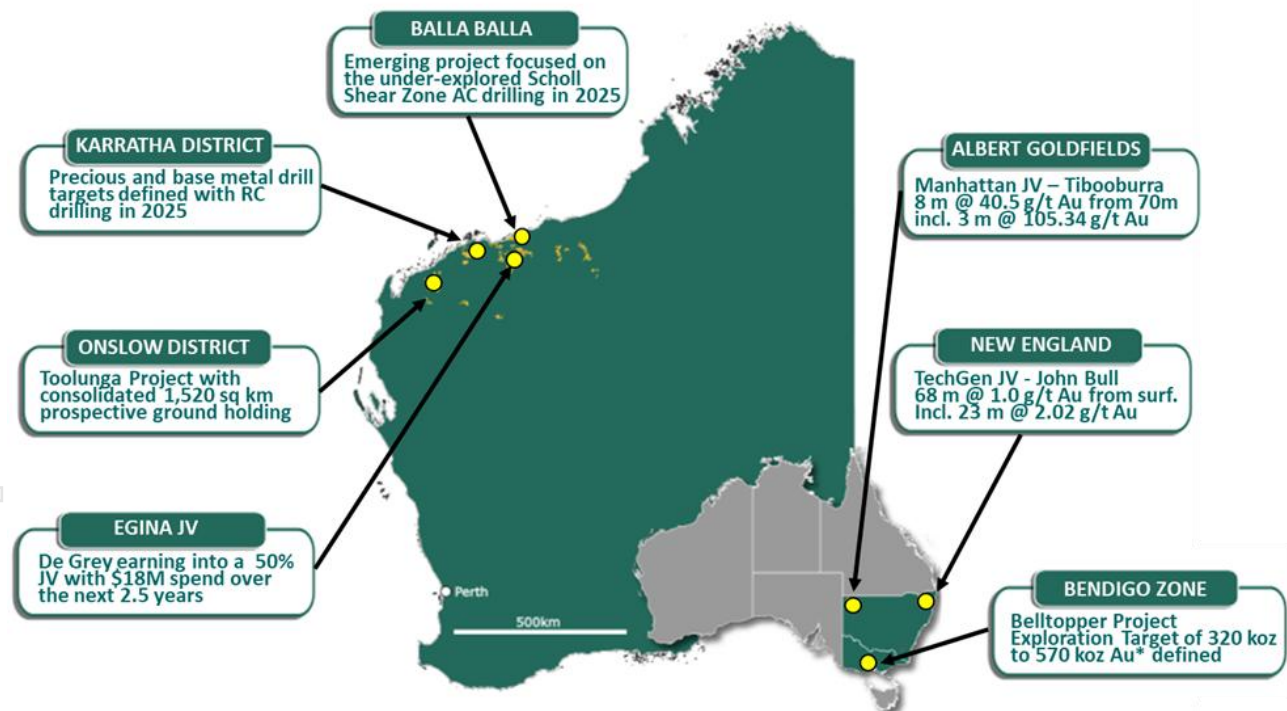 BALLA BALLA
Emerging project focused on
the under-explored Scholl
Shear Zone AC drilling in 2025
KARRATHA DISTRICT
Precious and base metal drill
targets defined with RC
drilling in 2025
ONSLOW DISTRICT
Toolunga Project with
consolidated 1,520 sq km
prospective ground holding
EGINA JV
De Grey earning into a 50%
JV with $18M spend over
the next 2.5 years
Perth
500km
ALBERT GOLDFIELDS
Manhattan JV – Tibooburra
8 m @ 40.5 g/t Au from 70m
incl. 3 m @ 105.34 g/t Au
NEW ENGLAND
TechGen JV - John Bull
68 m @ 1.0 g/t Au from surf.
Incl. 23 m @ 2.02 g/t Au
BENDIGO ZONE
Belltopper Project
Exploration Target of 320 koz
to 570 koz Au* defined